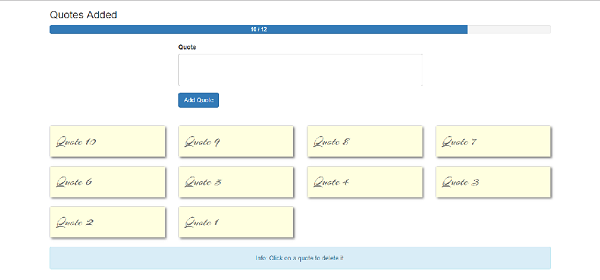 Quotes Added
10 / 12
Quote
Add Quote
Quote 10
Quote 9
Quote 8
Quote 7
Quote 6
Quote 5
Quote 4
Quote 3
Quote 2
Quote 1
Info: Click on a quote to delete it